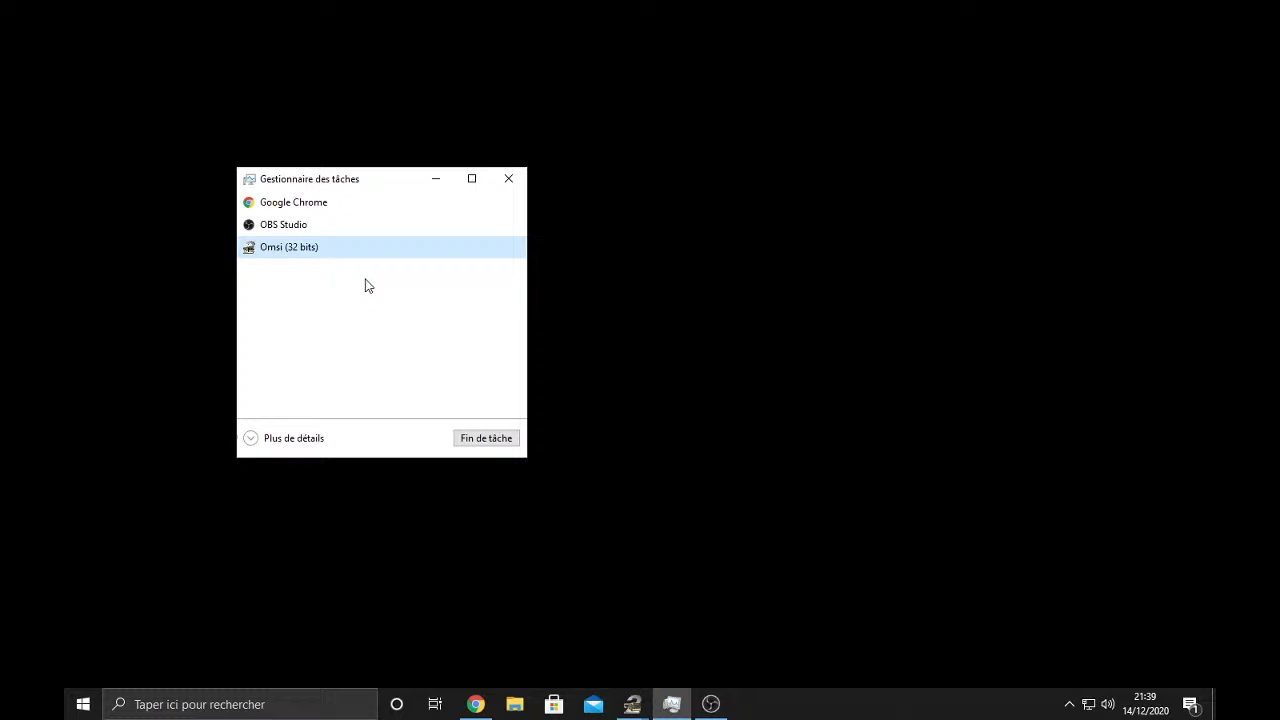 Gestionnaire des tâches
Google Chrome
OBS Studio
Omsi (32 bits)
Plus de détails
Fin de tâche
Taper ici pour rechercher
21:39
14/12/2020
1